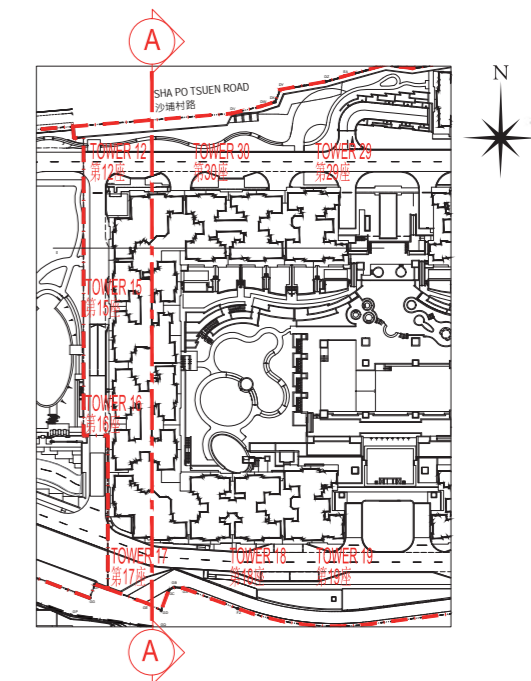 A
SHA PO TSUEN ROAD
沙埔村路
N
TOWER 12
第12座
TOWER 30
第30座
TOWER 29
第29座
TOWER 15
第15座
TOWER 16
第16座
TOWER 17
第17座
TOWER 18
第18座
TOWER 19
第19座
A